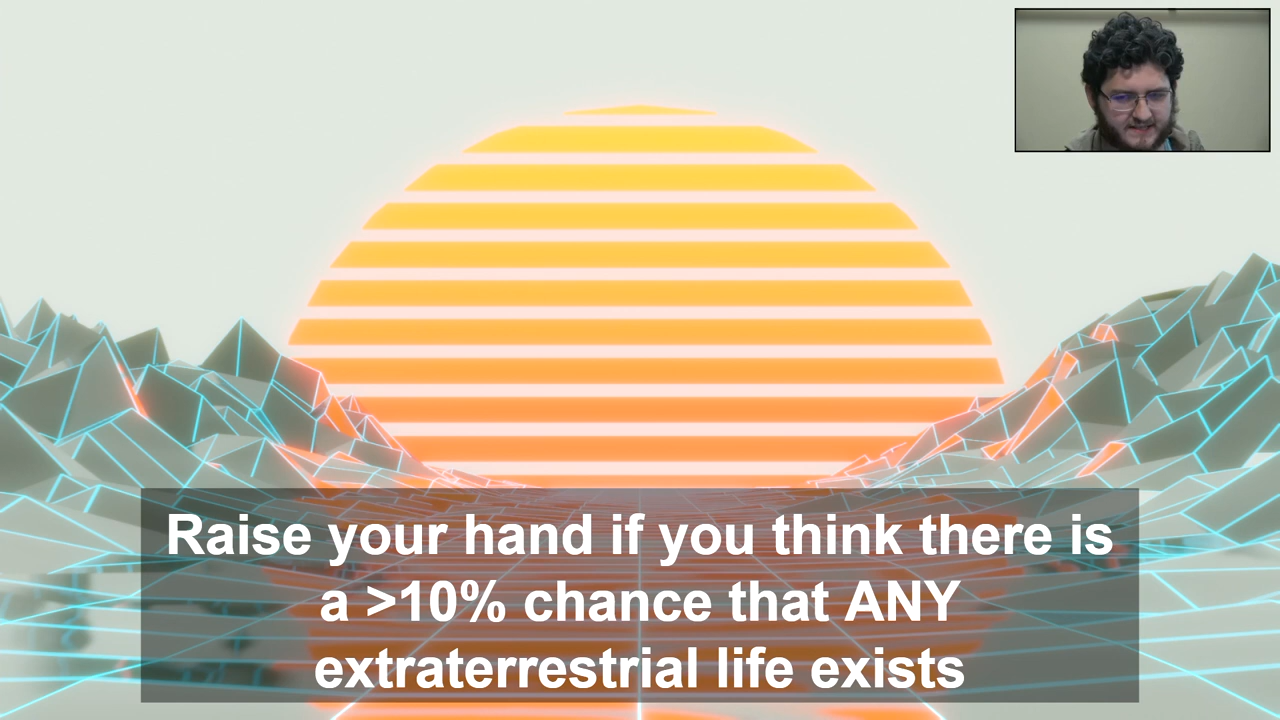 Raise your hand if you think there is
a >10% chance that ANY
extraterrestrial life exists